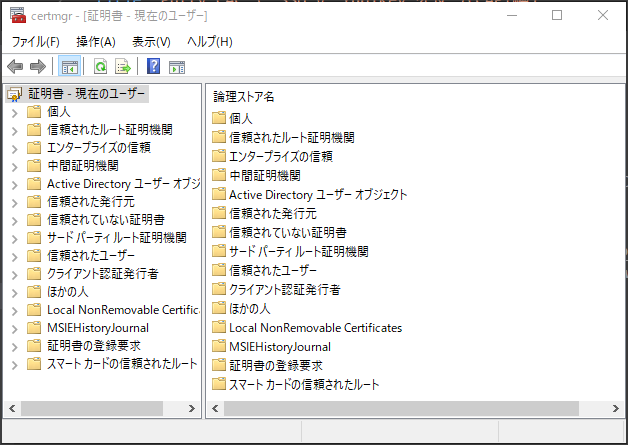 certmgr - [証明書 - 現在のユーザー]
ファイル(F) 操作(A) 表示(V) ヘルプ(H)
証明書 - 現在のユーザー
個人
信頼されたルート証明機関
エンタープライズの信頼
中間証明機関
Active Directory ユーザー オブジ
信頼された発行元
信頼されていない証明書
サード パーティ ルート証明機関
信頼されたユーザー
クライアント認証発行者
ほかの人
Local NonRemovable Certifica
MSIEHistoryJournal
証明書の登録要求
スマート カードの信頼されたルート
論理ストア名
個人
信頼されたルート証明機関
エンタープライズの信頼
中間証明機関
Active Directory ユーザー オブジェクト
信頼された発行元
信頼されていない証明書
サード パーティ ルート証明機関
信頼されたユーザー
クライアント認証発行者
ほかの人
Local NonRemovable Certificates
MSIEHistoryJournal
証明書の登録要求
スマート カードの信頼されたルート